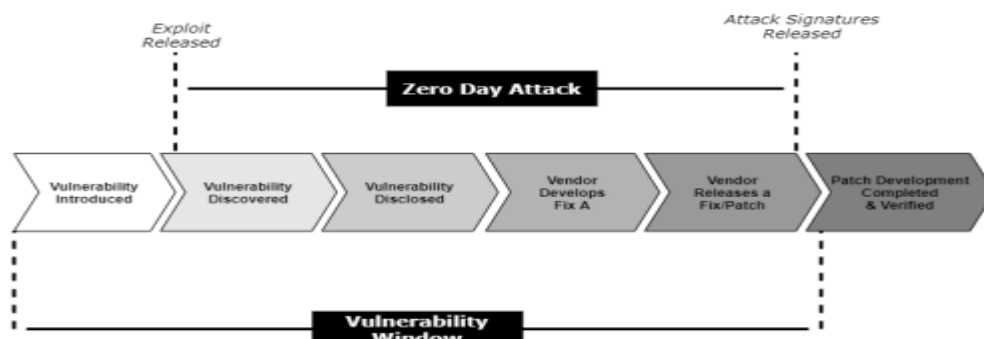 Exploit
Released
Attack Signatures
Released
Zero Day Attack
Vulnerability
Introduced
Vulnerability
Discovered
Vulnerability
Disclosed
Vendor
Develops
Fix A
Vendor
Releases a
Fix/Patch
Patch Development
Completed
& Verified
Vulnerability
Window